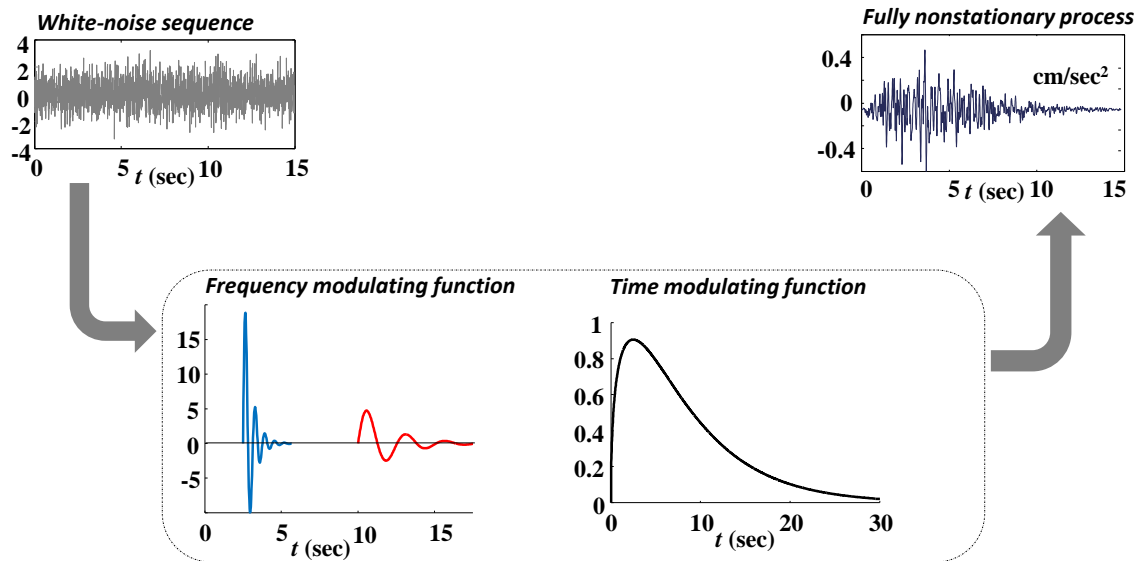 White-noise sequence
4
2
0
-2
-4
0 5 10 15
t (sec)
Fully nonstationary process
0.4
0
-0.4
cm/sec²
0 5 10 15
t (sec)
Frequency modulating function
15
10
5
0
-5
0 5 10 15
t (sec)
Time modulating function
1
0.8
0.6
0.4
0.2
0
0 10 20 30
t (sec)